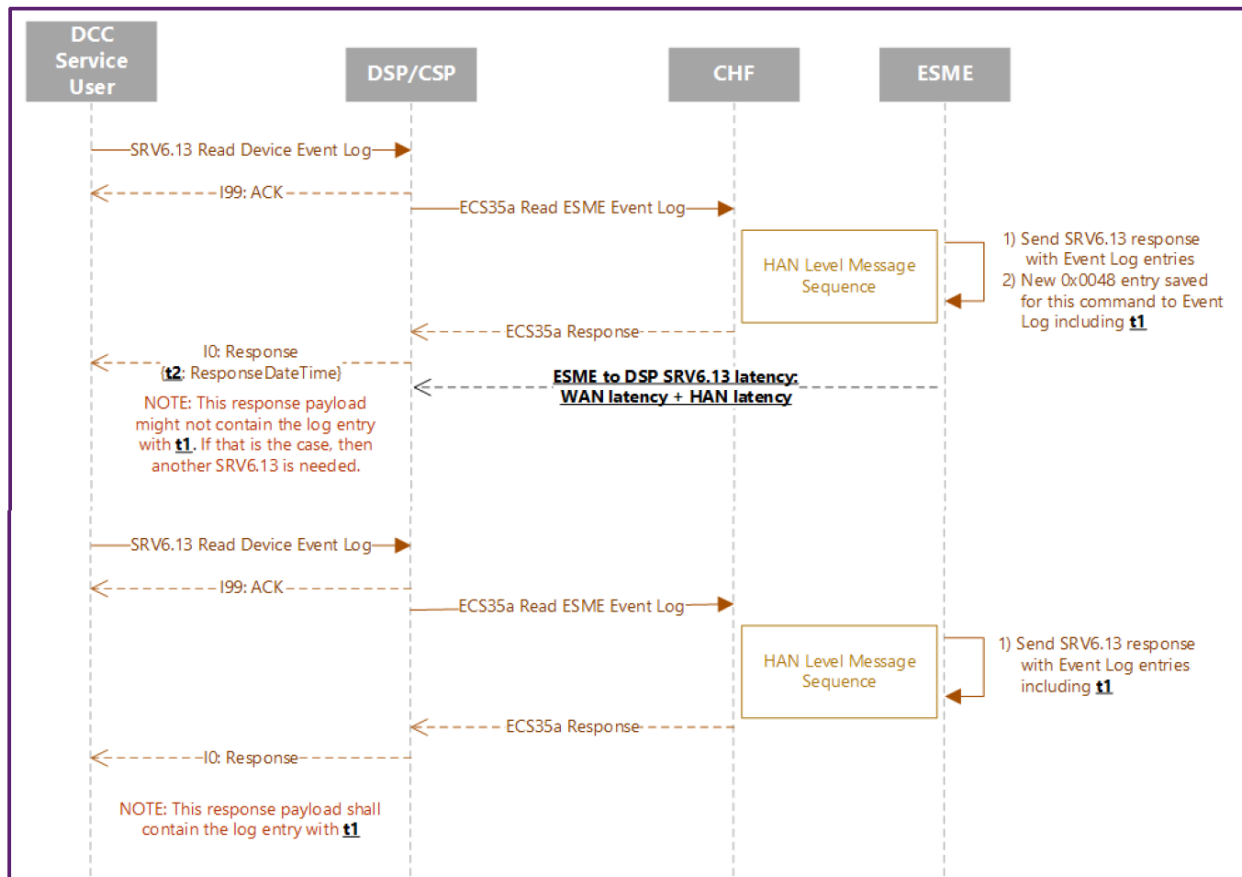 DCC
Service
User
DSP/CSP
CHF
ESME
SRV6.13 Read Device Event Log
I99: ACK
ECS35a Read ESME Event Log
HAN Level Message
Sequence
1) Send SRV6.13 response
with Event Log entries
2) New 0x0048 entry saved
for this command to Event
Log including t1
ECS35a Response
I0: Response
{t2: ResponseDateTime}
ESME to DSP SRV6.13 latency:
WAN latency + HAN latency
NOTE: This response payload
might not contain the log entry
with t1. If that is the case, then
another SRV6.13 is needed.
SRV6.13 Read Device Event Log
I99: ACK
ECS35a Read ESME Event Log
HAN Level Message
Sequence
1) Send SRV6.13 response
with Event Log entries
including t1
ECS35a Response
I0: Response
NOTE: This response payload shall
contain the log entry with t1